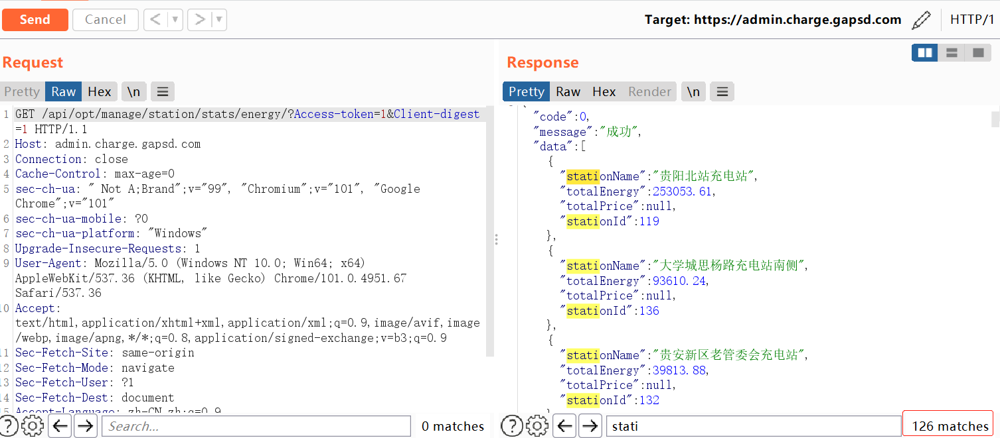 Send Cancel < ▼ > ▼ Target: https://admin.charge.gapsd.com HTTP/1
Request
Pretty Raw Hex \n
1 GET /api/opt/manage/station/stats/energy/?Access-token=1&Client-digest
=1 HTTP/1.1
2 Host: admin.charge.gapsd.com
3 Connection: close
4 Cache-Control: max-age=0
5 sec-ch-ua: " Not A;Brand";v="99", "Chromium";v="101", "Google
Chrome";v="101"
6 sec-ch-ua-mobile: ?0
7 sec-ch-ua-platform: "Windows"
8 Upgrade-Insecure-Requests: 1
9 User-Agent: Mozilla/5.0 (Windows NT 10.0; Win64; x64)
AppleWebKit/537.36 (KHTML, like Gecko) Chrome/101.0.4951.67
Safari/537.36
10 Accept:
text/html,application/xhtml+xml,application/xml;q=0.9,image/avif,image
/webp,image/apng,*/*;q=0.8,application/signed-exchange;v=b3;q=0.9
11 Sec-Fetch-Site: same-origin
12 Sec-Fetch-Mode: navigate
13 Sec-Fetch-User: ?1
14 Sec-Fetch-Dest: document
15 Accept-Language: zh-CN,zh;q=0.9
? Search... 0 matches
Response
Pretty Raw Hex Render \n
{
"code":0,
"message":"成功",
"data":[
{
"stationName":"贵阳北站充电站",
"totalEnergy":253053.61,
"totalPrice":null,
"stationId":119
},
{
"stationName":"大学城思杨路充电站南侧",
"totalEnergy":93610.24,
"totalPrice":null,
"stationId":136
},
{
"stationName":"贵安新区老管委会充电站",
"totalEnergy":39813.88,
"totalPrice":null,
"stationId":132
}
? stati 126 matches